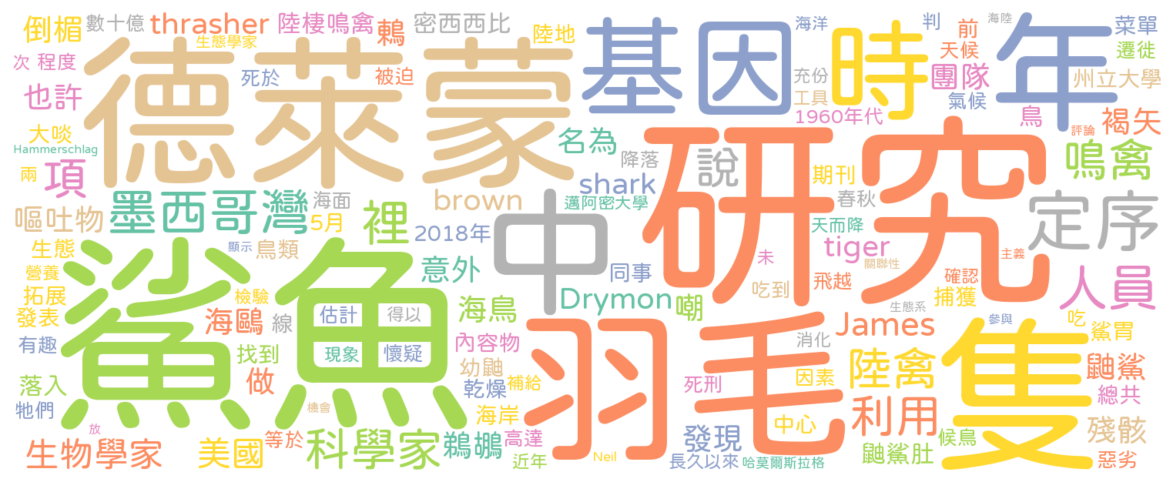 倒楣
數十億
thrasher
陸棲鳴禽
鶇
密西西比
陸地
基因
時
海洋
判
前
海陸
年
菜單
生態學家
天候
遷徙
次 程度
死於
被迫
德萊蒙
充份
團隊
州立大學
也許
工具
氣候
1960年代
鳥
褐矢
大啖
名為
研究
評論
Hammerschlag
降落
說
鳴禽
兩
項
shark
期刊
海面
brown
中
春秋
定序
墨西哥灣
裡
邁阿密大學
嘔吐物
5月
2018年
天而降
生態
顯示
鳥類
tiger
未
主義
意外
同事
飛越
關聯性
確認
人員
營養
吃到
捕獲
拓展
檢驗
鯊魚
海鳥
Drymon
嘲
生態系
吃
鯊胃
發表
海鷗
線
估計
得以
James
參與
有趣
找到
現象
懷疑
內容物
羽毛
消化
隻
幼鼬
陸禽
鼬鯊
落入
做
乾燥
補給
死刑
因素
總共
牠們
機會
海岸
利用
放
中心
殘骸
生物學家
等於
科學家
鵜鶘
高達
發現
候鳥
美國
近年
Neil
長久以來
哈莫爾斯拉格
鼬鯊肚
惡劣